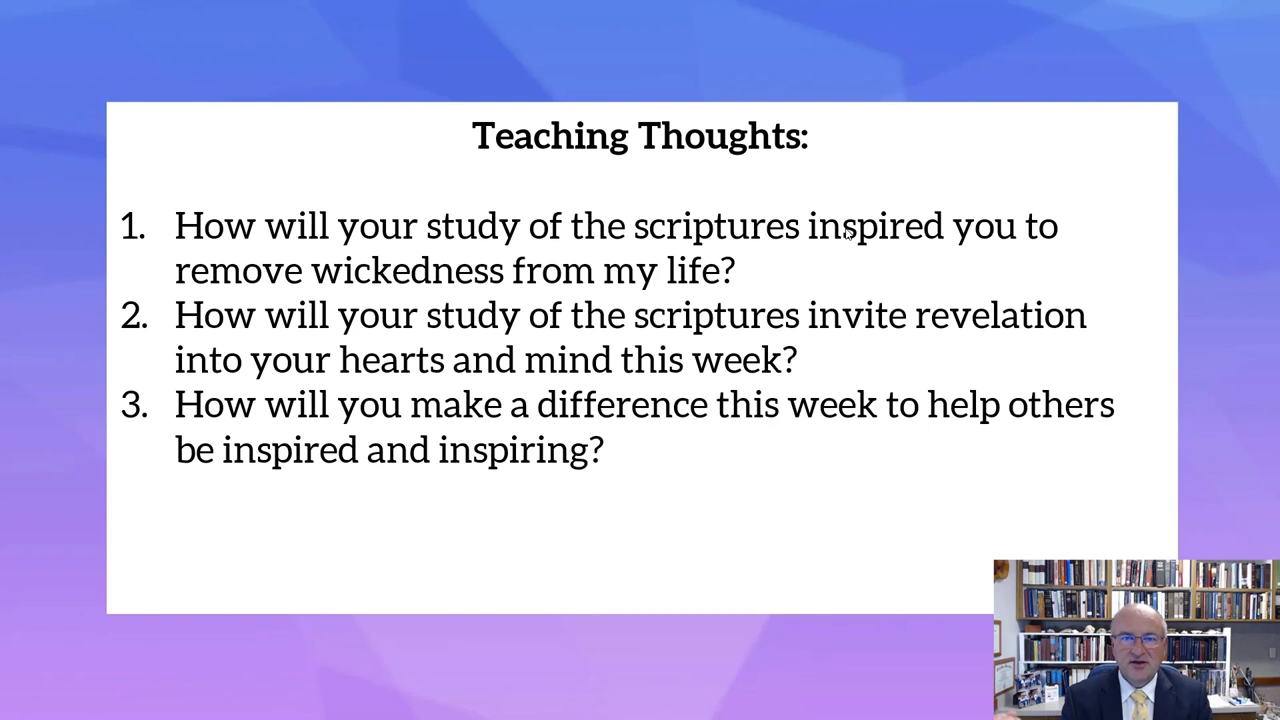 Teaching Thoughts:
1. How will your study of the scriptures inspired you to
remove wickedness from my life?
2. How will your study of the scriptures invite revelation
into your hearts and mind this week?
3. How will you make a difference this week to help others
be inspired and inspiring?